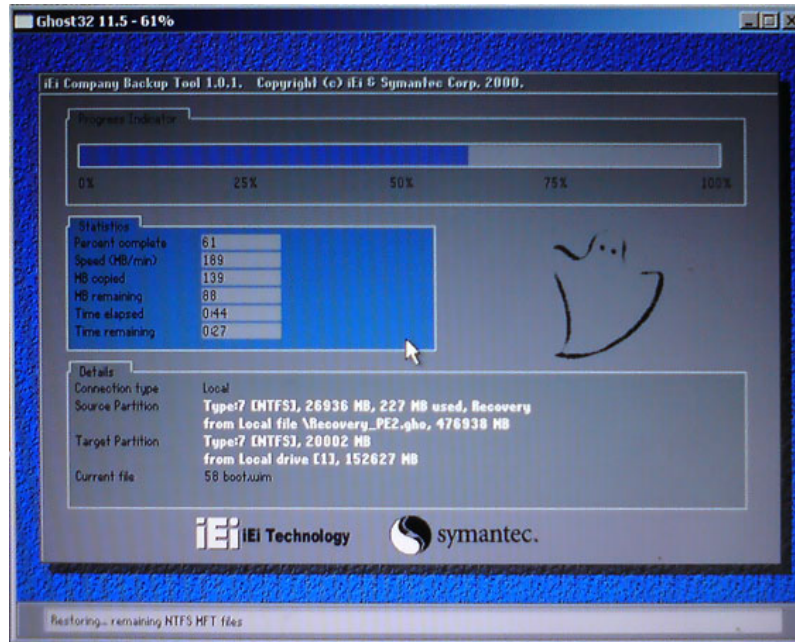 Ghost32 11.5 - 61%
iEi Company Backup Tool 1.0.1. Copyright (c) iEi & Symantec Corp. 2000.
Progress Indicator
0% 25% 50% 75% 100%
Statistics
Percent complete 61
Speed (MB/min) 189
MB copied 139
MB remaining 88
Time elapsed 0:44
Time remaining 0:27
Details
Connection type Local
Source Partition Type:7 [NTFS], 26936 MB, 227 MB used, Recovery
from Local file \Recovery_PE2.gho, 476938 MB
Target Partition Type:7 [NTFS], 20002 MB
from Local drive [1], 152627 MB
Current file 58 boot.wim
iEi iEi Technology symantec.
Restoring... remaining NTFS MFT files